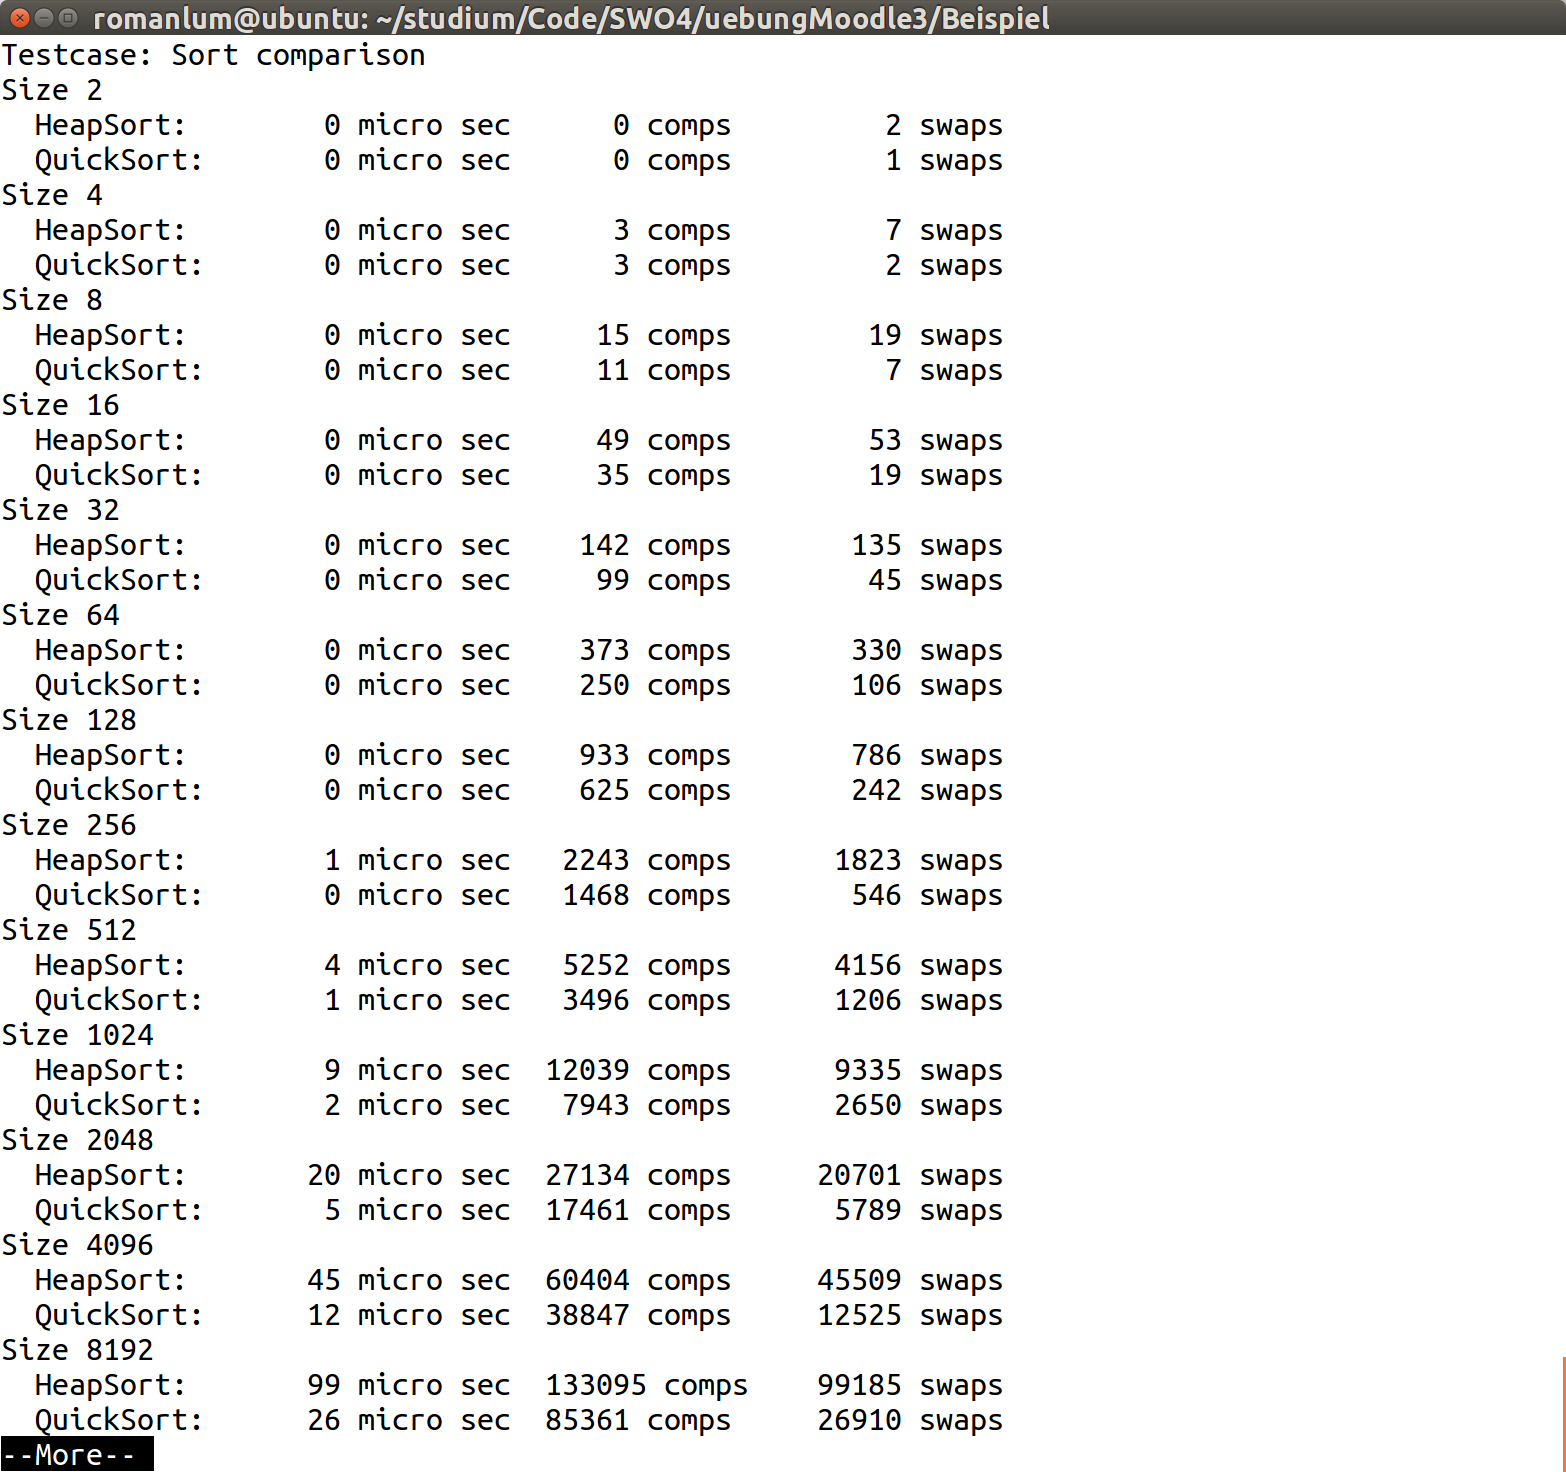 romanlum@ubuntu: ~/studium/Code/SWO4/uebungMoodle3/Beispiel
Testcase: Sort comparison
Size 2
  HeapSort:        0 micro sec      0 comps         2 swaps
  QuickSort:       0 micro sec      0 comps         1 swaps
Size 4
  HeapSort:        0 micro sec      3 comps         7 swaps
  QuickSort:       0 micro sec      3 comps         2 swaps
Size 8
  HeapSort:        0 micro sec     15 comps        19 swaps
  QuickSort:       0 micro sec     11 comps         7 swaps
Size 16
  HeapSort:        0 micro sec     49 comps        53 swaps
  QuickSort:       0 micro sec     35 comps        19 swaps
Size 32
  HeapSort:        0 micro sec    142 comps       135 swaps
  QuickSort:       0 micro sec     99 comps        45 swaps
Size 64
  HeapSort:        0 micro sec    373 comps       330 swaps
  QuickSort:       0 micro sec    250 comps       106 swaps
Size 128
  HeapSort:        0 micro sec    933 comps       786 swaps
  QuickSort:       0 micro sec    625 comps       242 swaps
Size 256
  HeapSort:        1 micro sec   2243 comps      1823 swaps
  QuickSort:       0 micro sec   1468 comps       546 swaps
Size 512
  HeapSort:        4 micro sec   5252 comps      4156 swaps
  QuickSort:       1 micro sec   3496 comps      1206 swaps
Size 1024
  HeapSort:        9 micro sec  12039 comps      9335 swaps
  QuickSort:       2 micro sec   7943 comps      2650 swaps
Size 2048
  HeapSort:       20 micro sec  27134 comps     20701 swaps
  QuickSort:       5 micro sec  17461 comps      5789 swaps
Size 4096
  HeapSort:       45 micro sec  60404 comps     45509 swaps
  QuickSort:      12 micro sec  38847 comps     12525 swaps
Size 8192
  HeapSort:       99 micro sec  133095 comps    99185 swaps
  QuickSort:      26 micro sec  85361 comps     26910 swaps
--More--